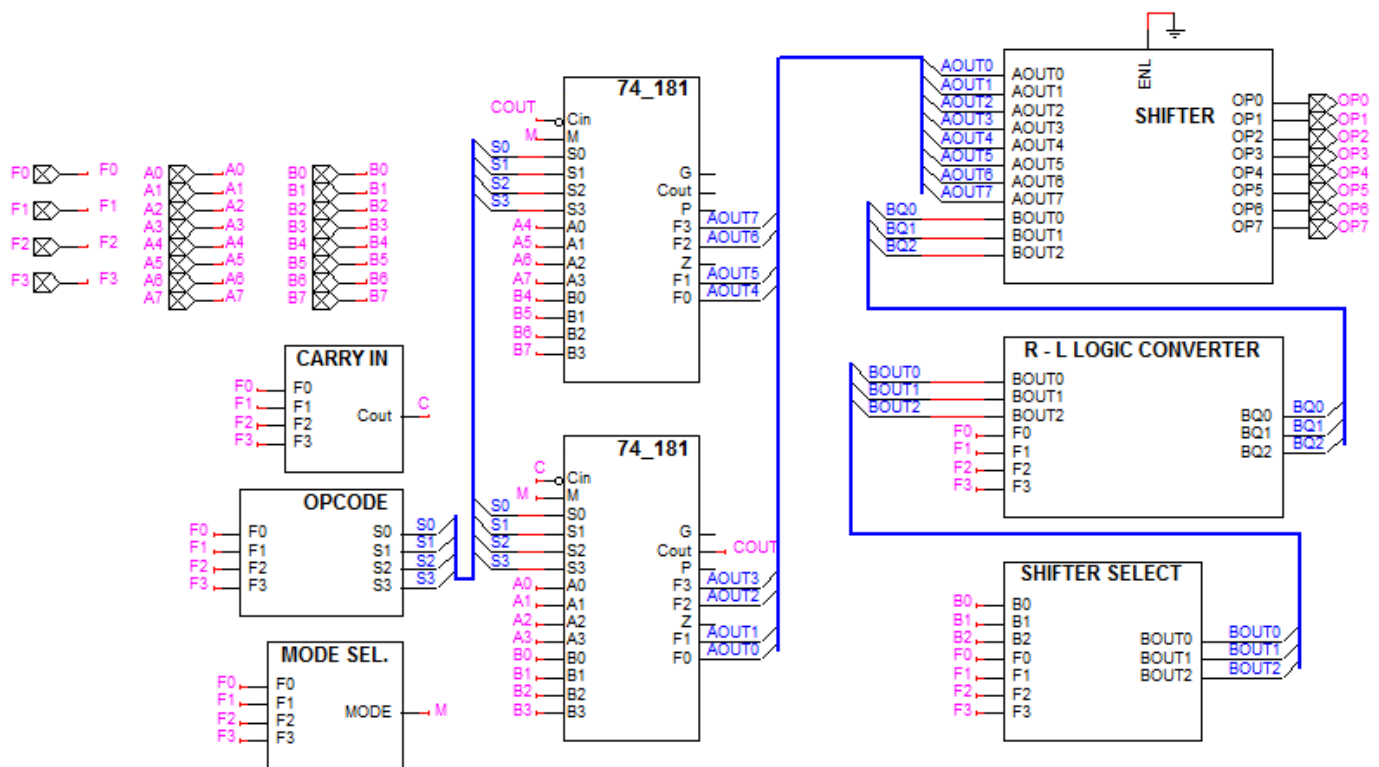 F0 F0
F1 F1
F2 F2
F3 F3
A0 A0
A1 A1
A2 A2
A3 A3
A4 A4
A5 A5
A6 A6
A7 A7
B0 B0
B1 B1
B2 B2
B3 B3
B4 B4
B5 B5
B6 B6
B7 B7
CARRY IN
F0 F0
F1 F1
F2 F2
F3 F3
Cout C
OPCODE
F0 F0 S0 S0
F1 F1 S1 S1
F2 F2 S2 S2
F3 F3 S3 S3
MODE SEL.
F0 F0
F1 F1
F2 F2
F3 F3
MODE M
74_181
COUT Cin
M M
S0 S0
S1 S1
S2 S2
S3 S3
A4 A0
A5 A1
A6 A2
A7 A3
B4 B0
B5 B1
B6 B2
B7 B3
G
Cout
P
F3 AOUT7
F2 AOUT6
Z
F1 AOUT5
F0 AOUT4
74_181
C Cin
M M
S0 S0
S1 S1
S2 S2
S3 S3
A0 A0
A1 A1
A2 A2
A3 A3
B0 B0
B1 B1
B2 B2
B3 B3
G
Cout COUT
P
F3 AOUT3
F2 AOUT2
Z
F1 AOUT1
F0 AOUT0
ENL
SHIFTER
AOUT0 AOUT0
AOUT1 AOUT1
AOUT2 AOUT2
AOUT3 AOUT3
AOUT4 AOUT4
AOUT5 AOUT5
AOUT6 AOUT6
AOUT7 AOUT7
BQ0 BOUT0
BQ1 BOUT1
BQ2 BOUT2
OP0 OP0
OP1 OP1
OP2 OP2
OP3 OP3
OP4 OP4
OP5 OP5
OP6 OP6
OP7 OP7
R - L LOGIC CONVERTER
BOUT0 BOUT0
BOUT1 BOUT1
BOUT2 BOUT2
F0 F0
F1 F1
F2 F2
F3 F3
BQ0 BQ0
BQ1 BQ1
BQ2 BQ2
SHIFTER SELECT
B0 B0
B1 B1
B2 B2
F0 F0
F1 F1
F2 F2
F3 F3
BOUT0 BOUT0
BOUT1 BOUT1
BOUT2 BOUT2